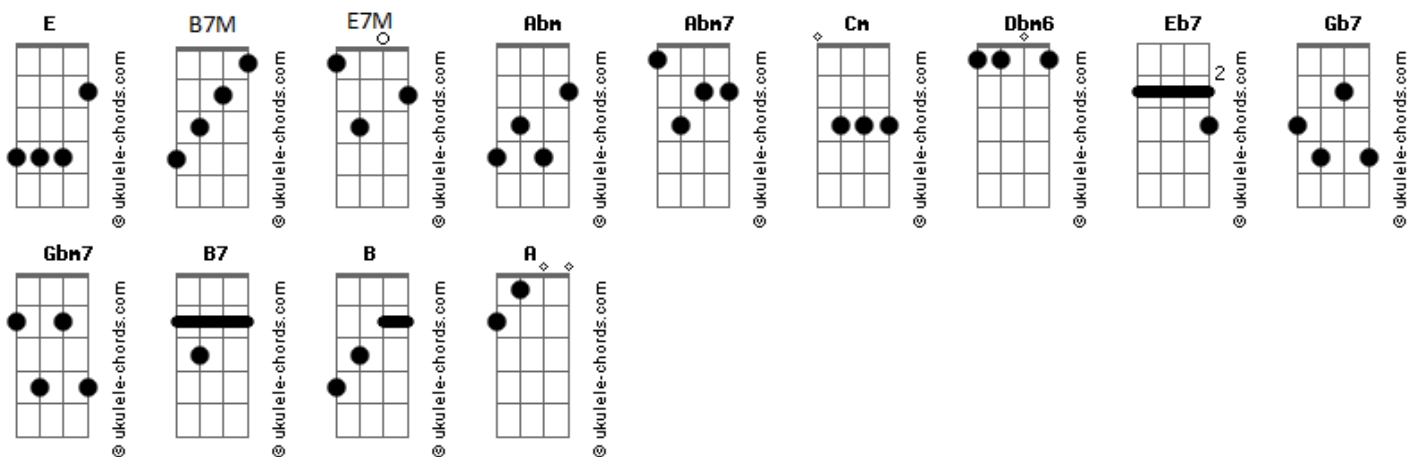 E B7M E7M Abm Abm7 Cm Dbm6 Eb7 Gb7
2
© ukulele-chords.com © ukulele-chords.com © ukulele-chords.com © ukulele-chords.com © ukulele-chords.com © ukulele-chords.com © ukulele-chords.com © ukulele-chords.com © ukulele-chords.com
Gbm7 B7 B A
© ukulele-chords.com © ukulele-chords.com © ukulele-chords.com © ukulele-chords.com